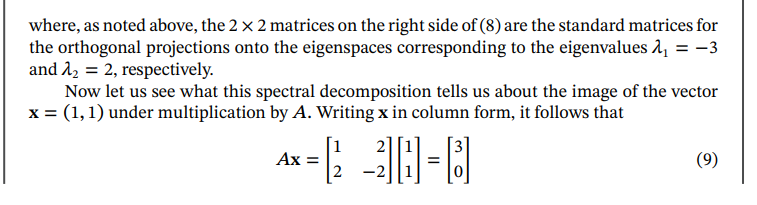 where, as noted above, the 2 × 2 matrices on the right side of (8) are the standard matrices for
the orthogonal projections onto the eigenspaces corresponding to the eigenvalues λ₁ = −3
and λ₂ = 2, respectively.
Now let us see what this spectral decomposition tells us about the image of the vector
x = (1, 1) under multiplication by A. Writing x in column form, it follows that
Ax = [1 2; 2 −2][1; 1] = [3; 0] (9)